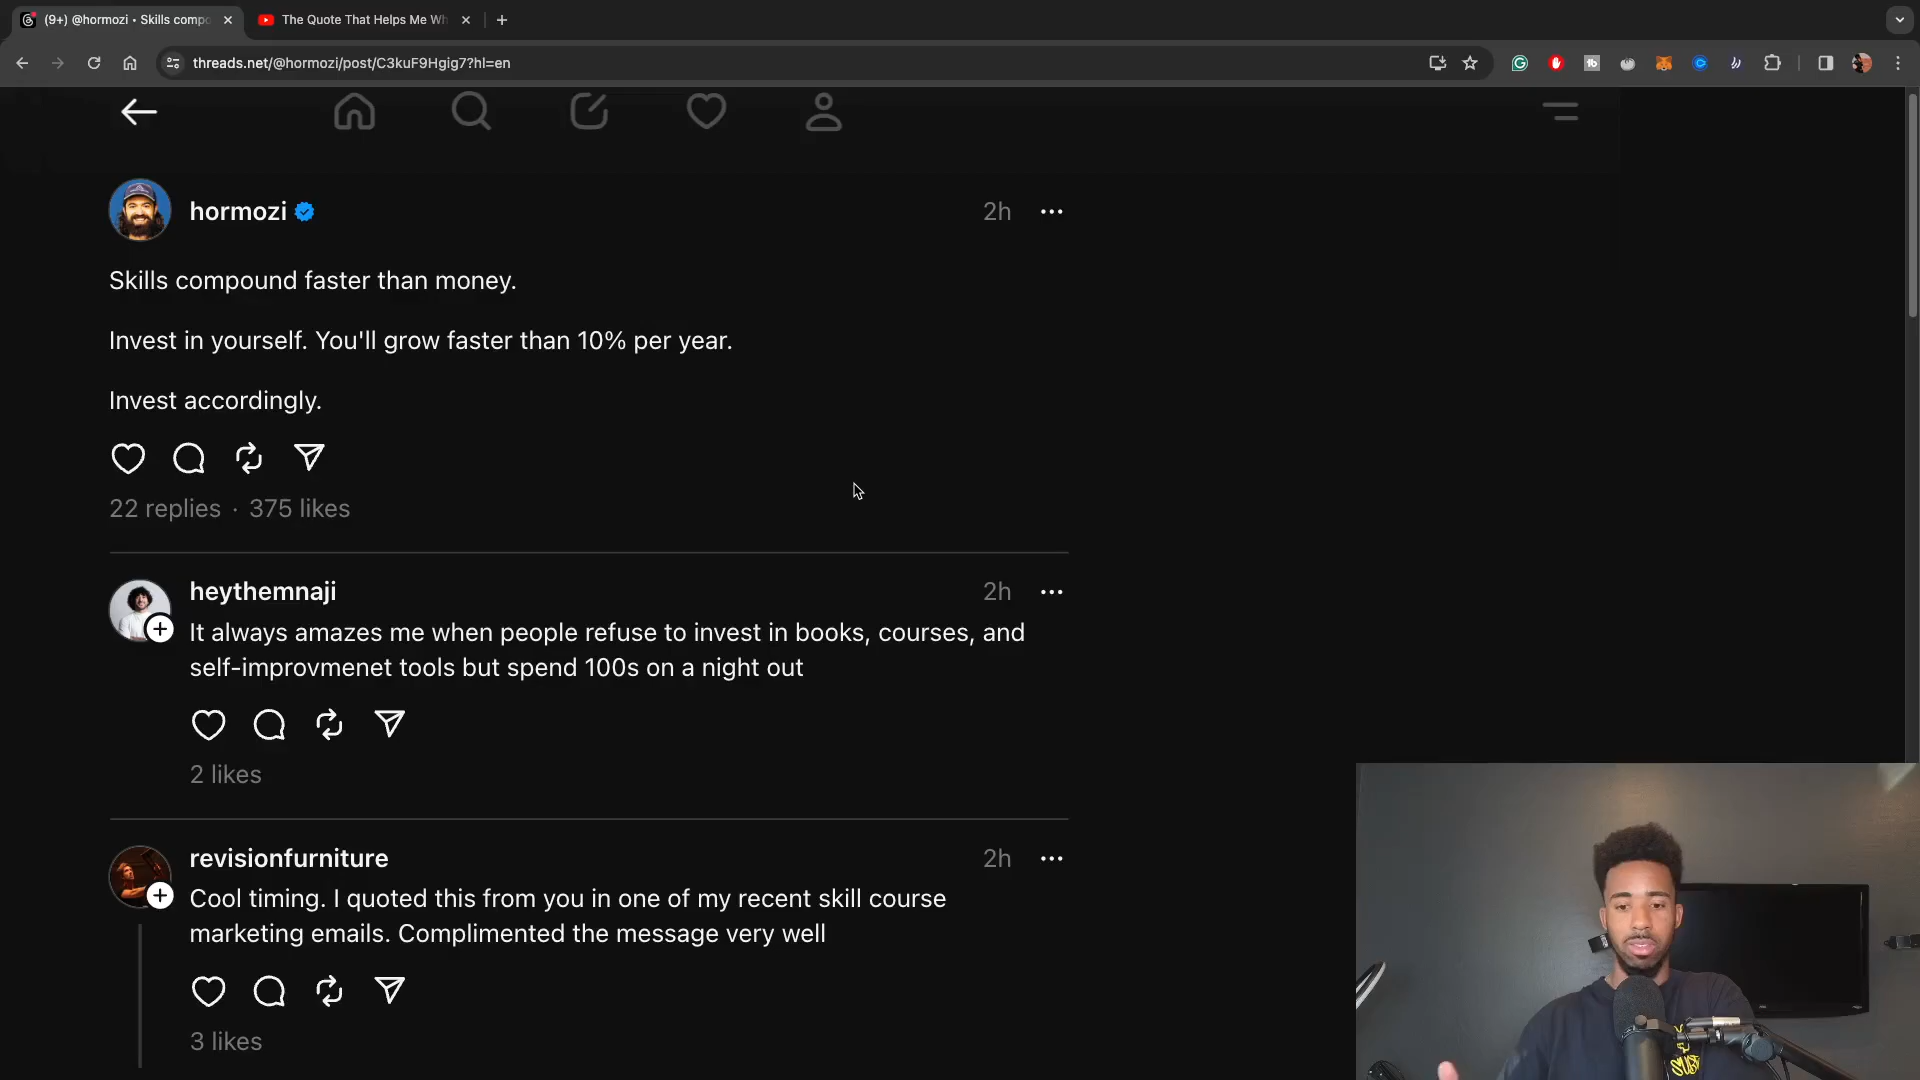 (9+) @hormozi • Skills compo
The Quote That Helps Me Wh
threads.net/@hormozi/post/C3kuF9Hgig7?hl=en
hormozi
2h
Skills compound faster than money.
Invest in yourself. You'll grow faster than 10% per year.
Invest accordingly.
22 replies · 375 likes
heythemnaji
2h
It always amazes me when people refuse to invest in books, courses, and
self-improvmenet tools but spend 100s on a night out
2 likes
revisionfurniture
2h
Cool timing. I quoted this from you in one of my recent skill course
marketing emails. Complimented the message very well
3 likes